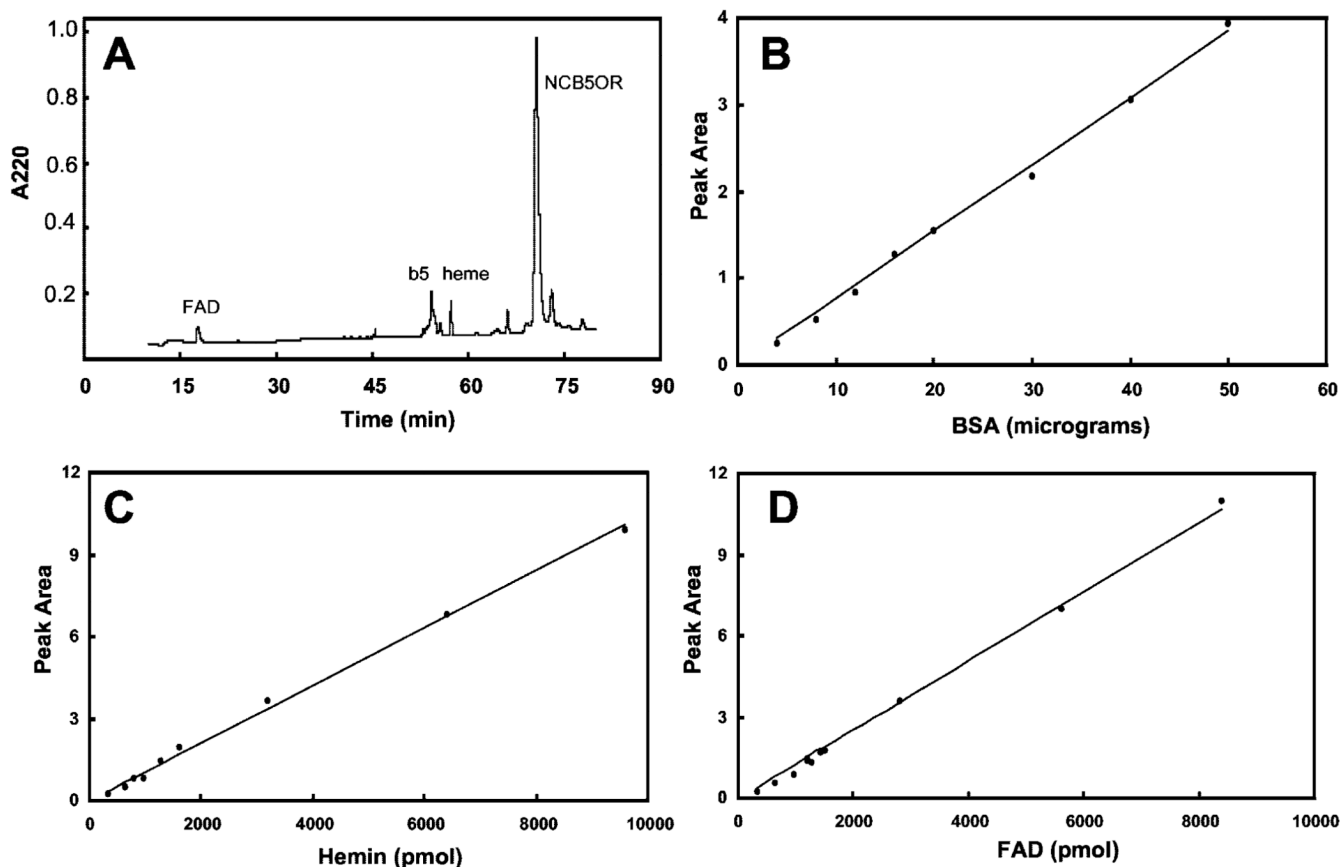 A
1.0
0.8
0.6
0.4
0.2
A220
FAD
b5 heme
NCB5OR
0 15 30 45 60 75 90
Time (min)
B
4
3
2
1
0
Peak Area
0 10 20 30 40 50 60
BSA (micrograms)
C
12
9
6
3
0
Peak Area
0 2000 4000 6000 8000 10000
Hemin (pmol)
D
12
9
6
3
0
Peak Area
0 2000 4000 6000 8000 10000
FAD (pmol)